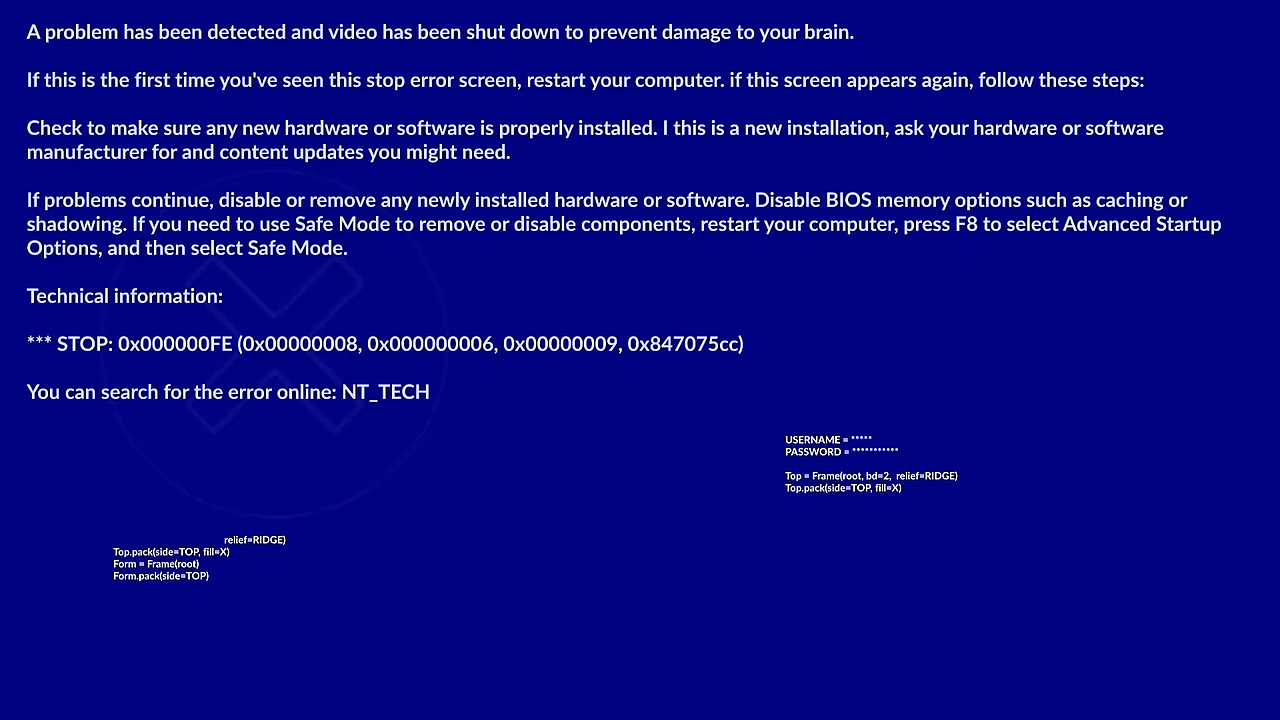 A problem has been detected and video has been shut down to prevent damage to your brain.
If this is the first time you've seen this stop error screen, restart your computer. if this screen appears again, follow these steps:
Check to make sure any new hardware or software is properly installed. I this is a new installation, ask your hardware or software
manufacturer for and content updates you might need.
If problems continue, disable or remove any newly installed hardware or software. Disable BIOS memory options such as caching or
shadowing. If you need to use Safe Mode to remove or disable components, restart your computer, press F8 to select Advanced Startup
Options, and then select Safe Mode.
Technical information:
*** STOP: 0x000000FE (0x00000008, 0x000000006, 0x00000009, 0x847075cc)
You can search for the error online: NT_TECH
USERNAME = *****
PASSWORD = ***********
Top = Frame(root, bd=2, relief=RIDGE)
Top.pack(side=TOP, fill=X)
relief=RIDGE)
Top.pack(side=TOP, fill=X)
Form = Frame(root)
Form.pack(side=TOP)